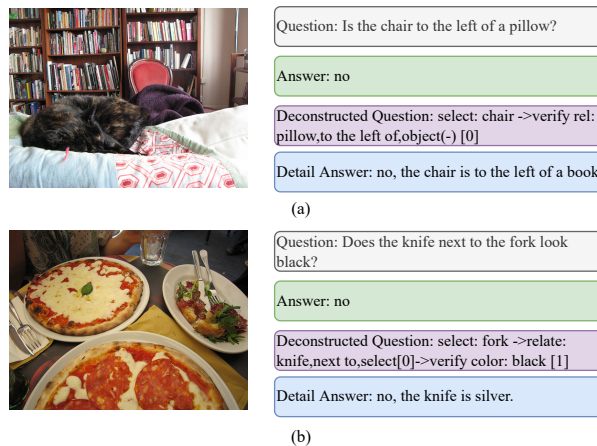 Question: Is the chair to the left of a pillow?
Answer: no
Deconstructed Question: select: chair ->verify rel:
pillow,to the left of,object(-) [0]
Detail Answer: no, the chair is to the left of a book
(a)
Question: Does the knife next to the fork look
black?
Answer: no
Deconstructed Question: select: fork ->relate:
knife,next to,select[0]->verify color: black [1]
Detail Answer: no, the knife is silver.
(b)